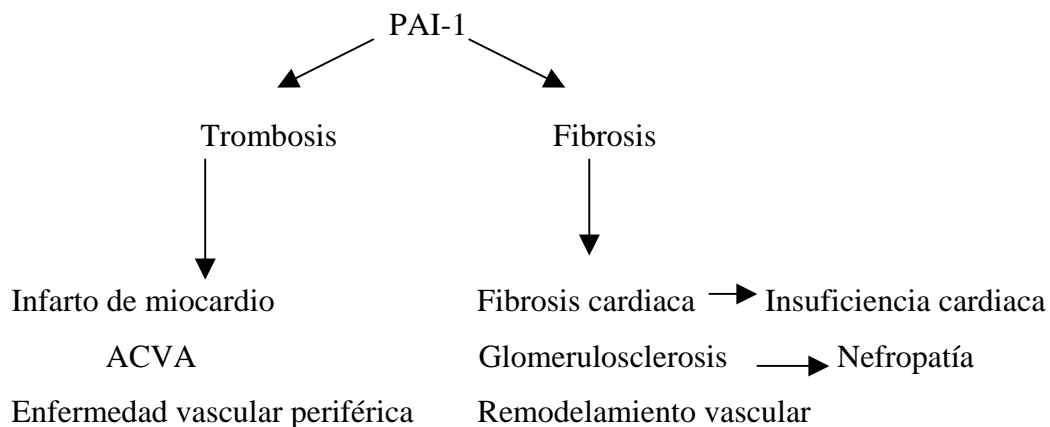 PAI-1
Trombosis
Fibrosis
Infarto de miocardio
Fibrosis cardiaca
Insuficiencia cardiaca
ACVA
Glomerulosclerosis
Nefropatía
Enfermedad vascular periférica
Remodelamiento vascular